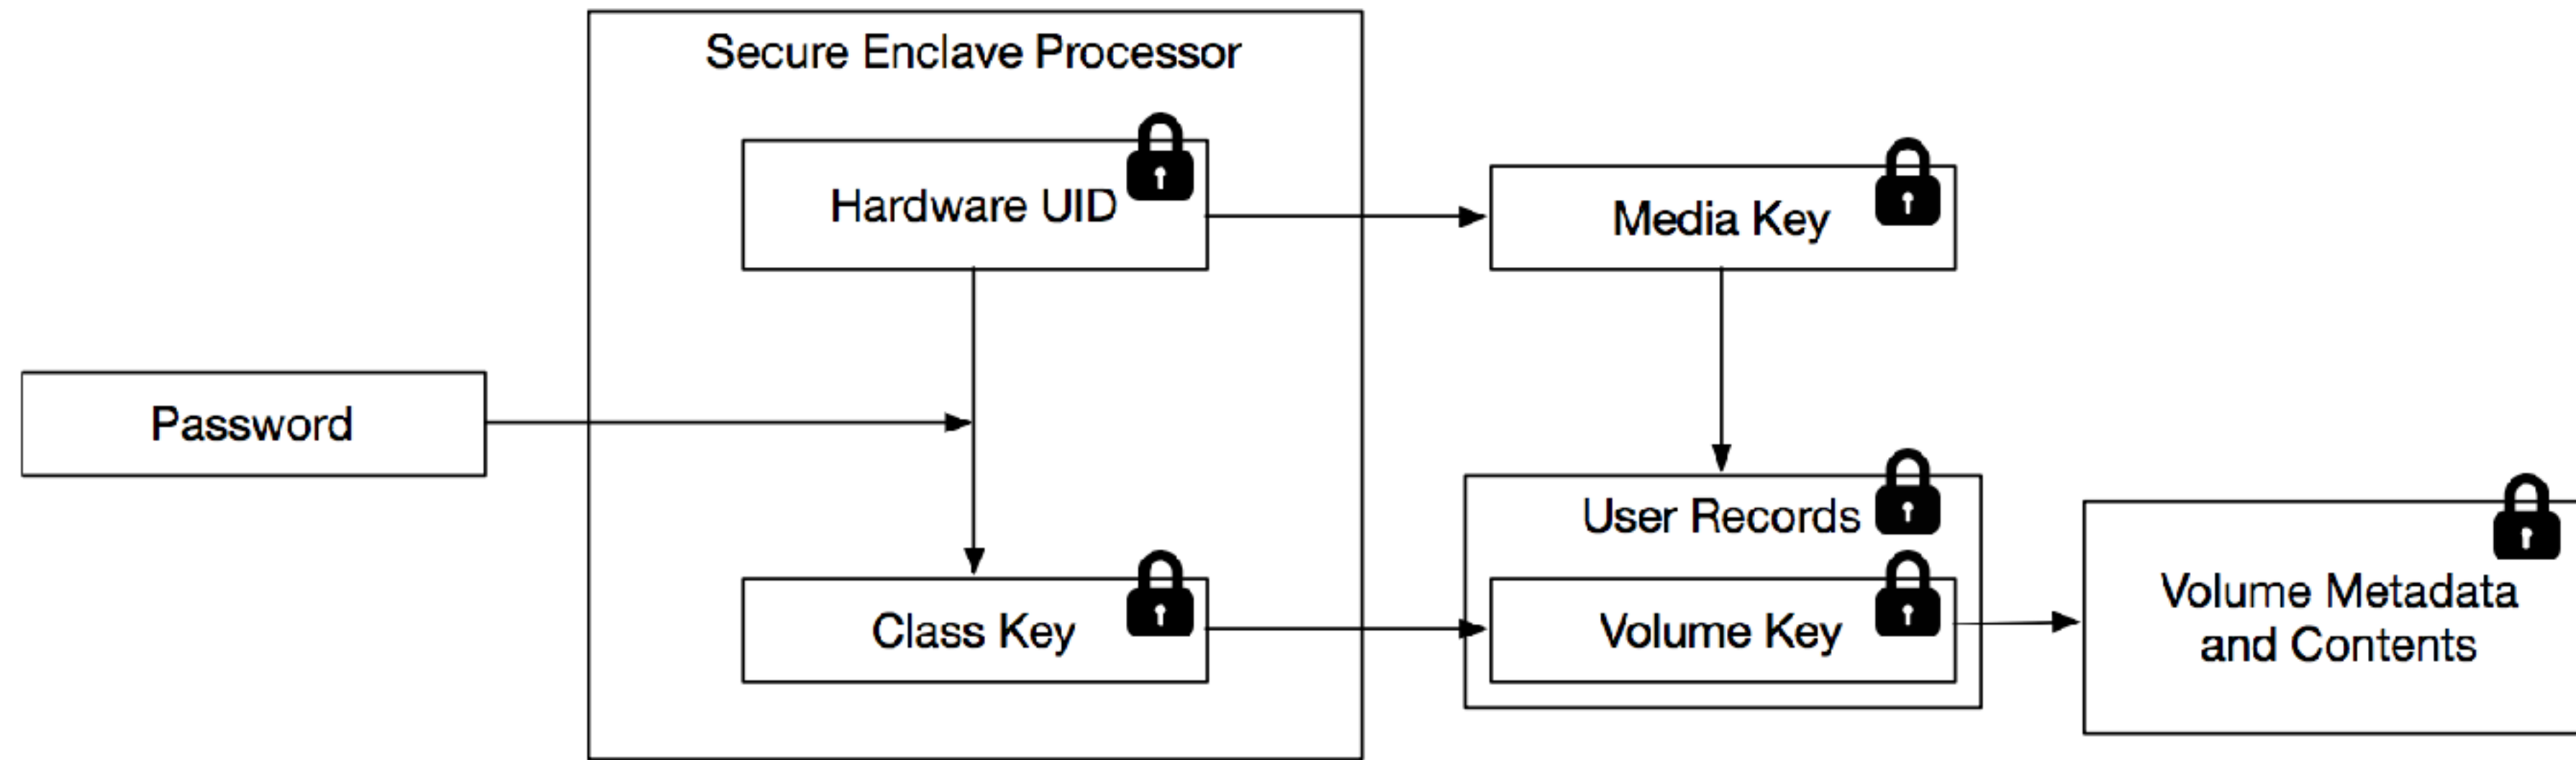 Secure Enclave Processor
Hardware UID
Media Key
Password
User Records
Class Key
Volume Key
Volume Metadata
and Contents